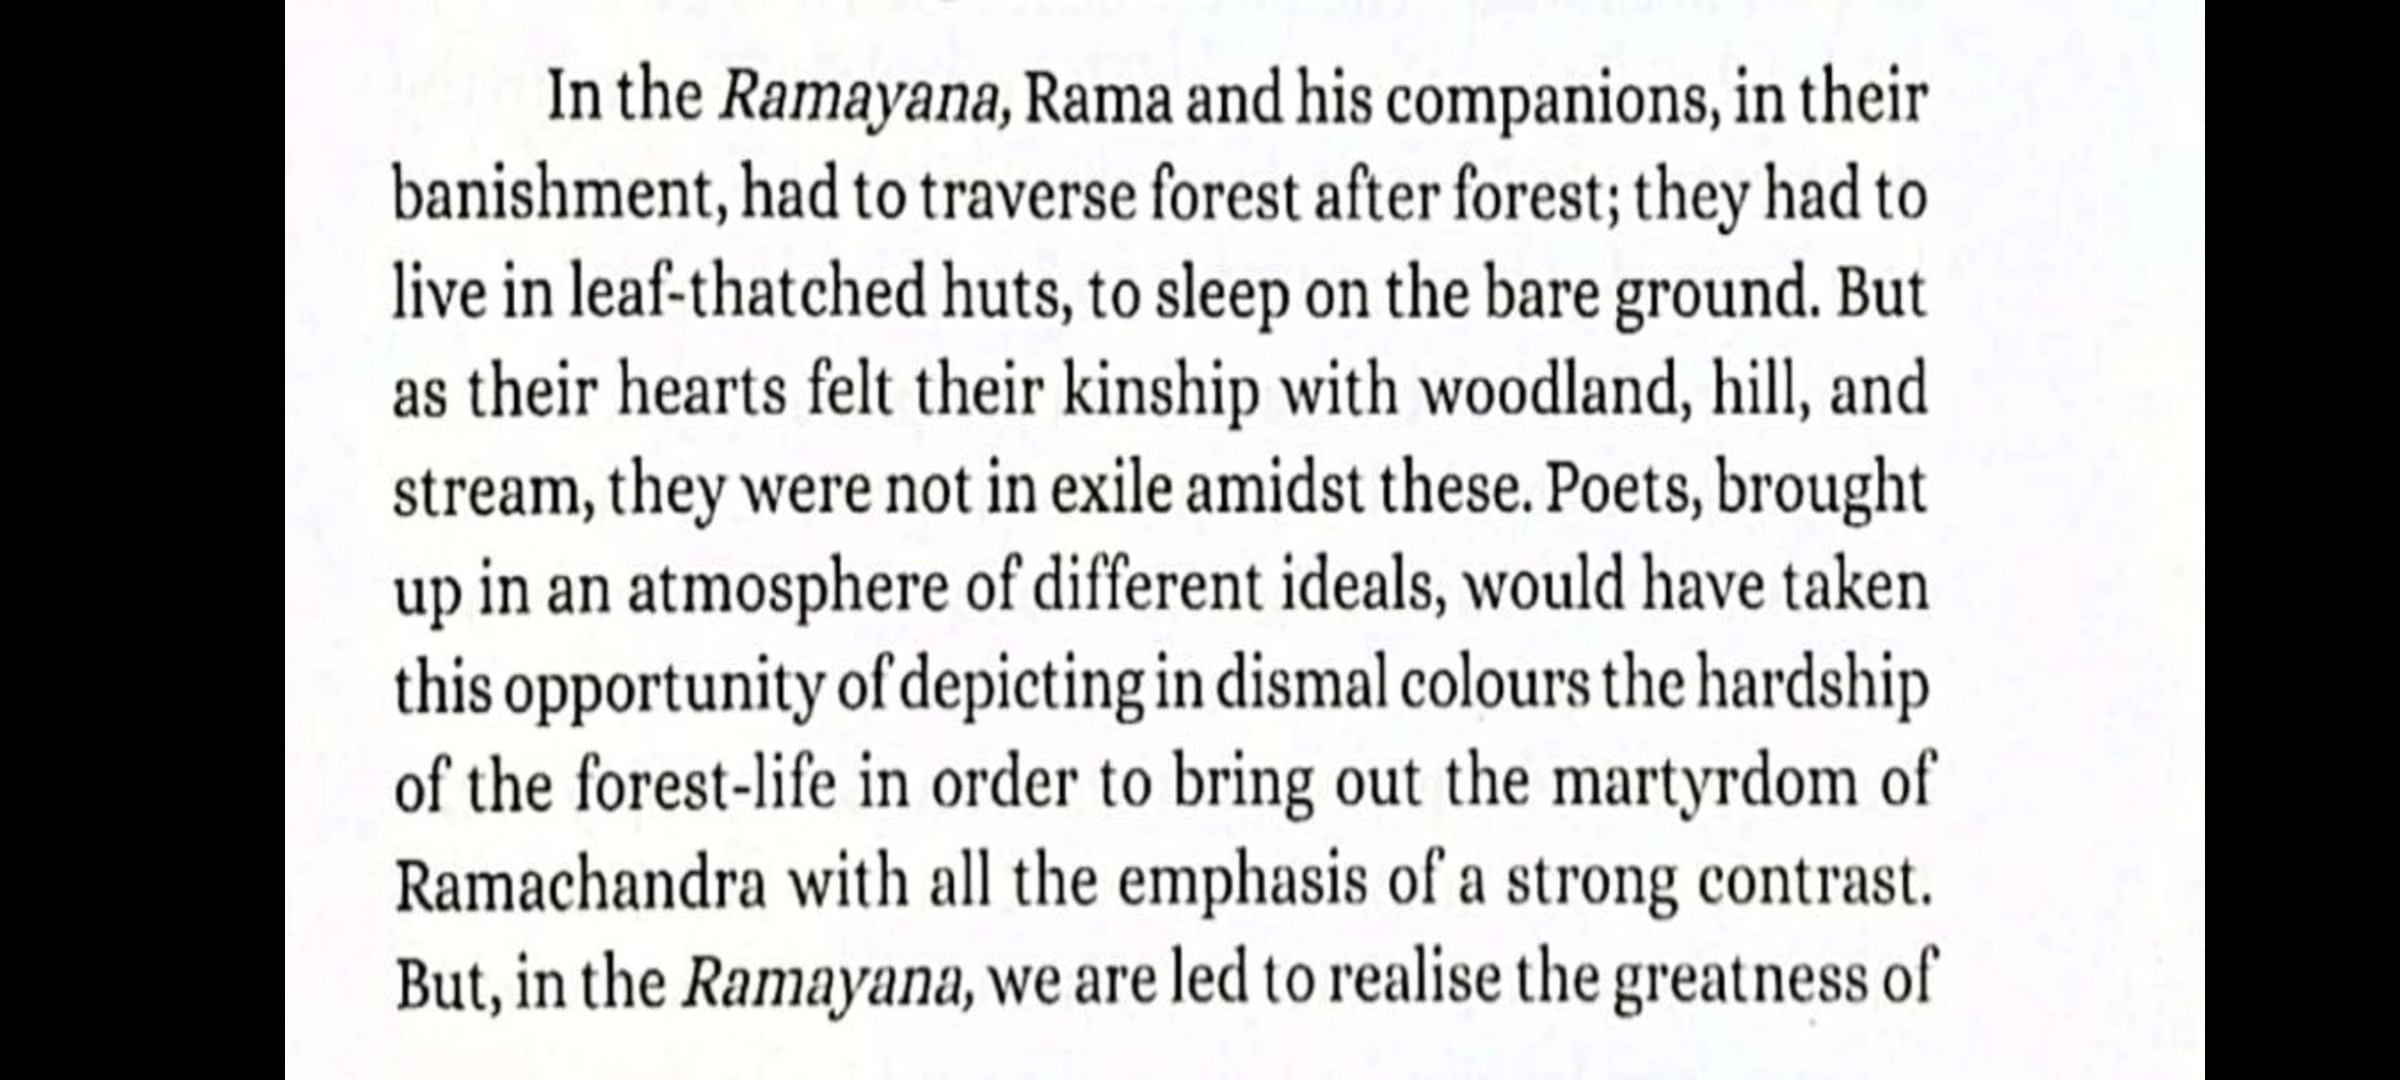 In the Ramayana, Rama and his companions, in their
banishment, had to traverse forest after forest; they had to
live in leaf-thatched huts, to sleep on the bare ground. But
as their hearts felt their kinship with woodland, hill, and
stream, they were not in exile amidst these. Poets, brought
up in an atmosphere of different ideals, would have taken
this opportunity of depicting in dismal colours the hardship
of the forest-life in order to bring out the martyrdom of
Ramachandra with all the emphasis of a strong contrast.
But, in the Ramayana, we are led to realise the greatness of